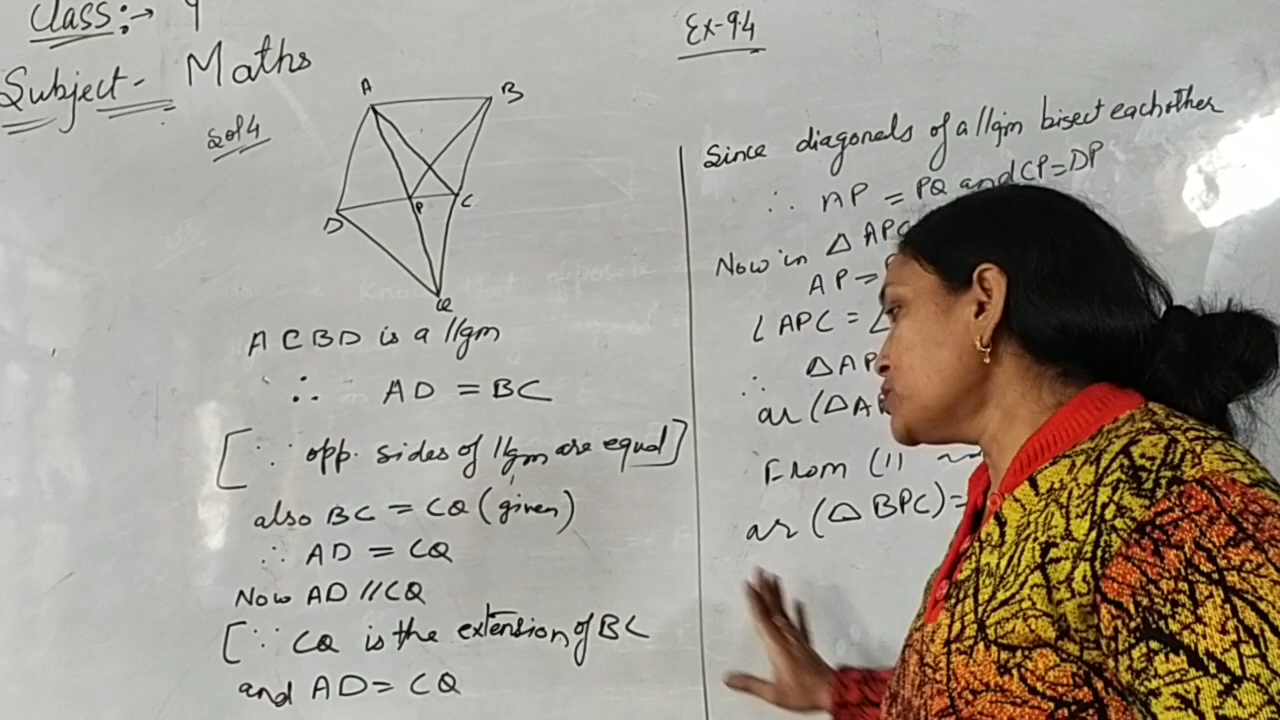 Class:→ 9
Subject- Maths
Ex-9.4
Sol 4
A
B
D
P
C
Q
ACBD is a //gm
∴ AD = BC
[∵ opp. sides of //gm are equal]
also BC = CQ (given)
∴ AD = CQ
Now AD // CQ
[∵ CQ is the extension of BC
and AD = CQ
Since diagonals of a //gm bisect each other
∴ AP = PQ and CP = DP
Now in △ APC
AP =
∠APC = ∠
∴ △AP
ar (△AP
From (1)
ar (△ BPC) =